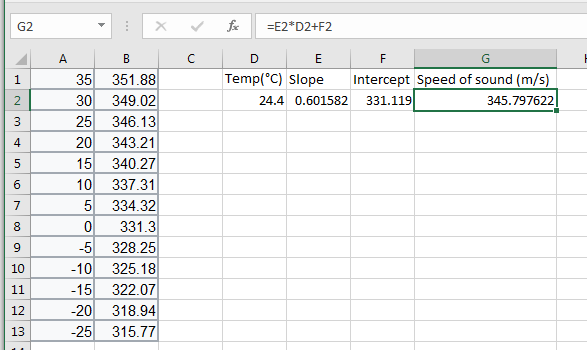 G2 fx =E2*D2+F2
A B C D E F G
1 35 351.88 Temp(°C) Slope Intercept Speed of sound (m/s)
2 30 349.02 24.4 0.601582 331.119 345.797622
3 25 346.13
4 20 343.21
5 15 340.27
6 10 337.31
7 5 334.32
8 0 331.3
9 -5 328.25
10 -10 325.18
11 -15 322.07
12 -20 318.94
13 -25 315.77